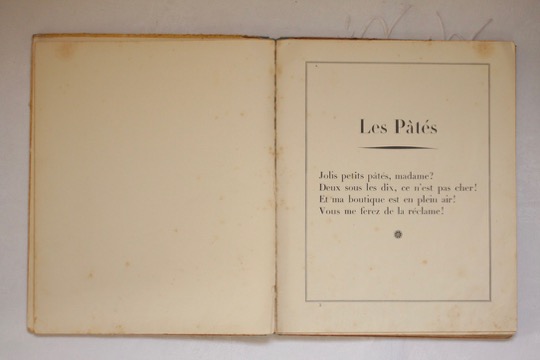 Les Pâtés
Jolis petits pâtés, madame?
Deux sous les dix, ce n'est pas cher!
Et ma boutique est en plein air!
Vous me ferez de la réclame!